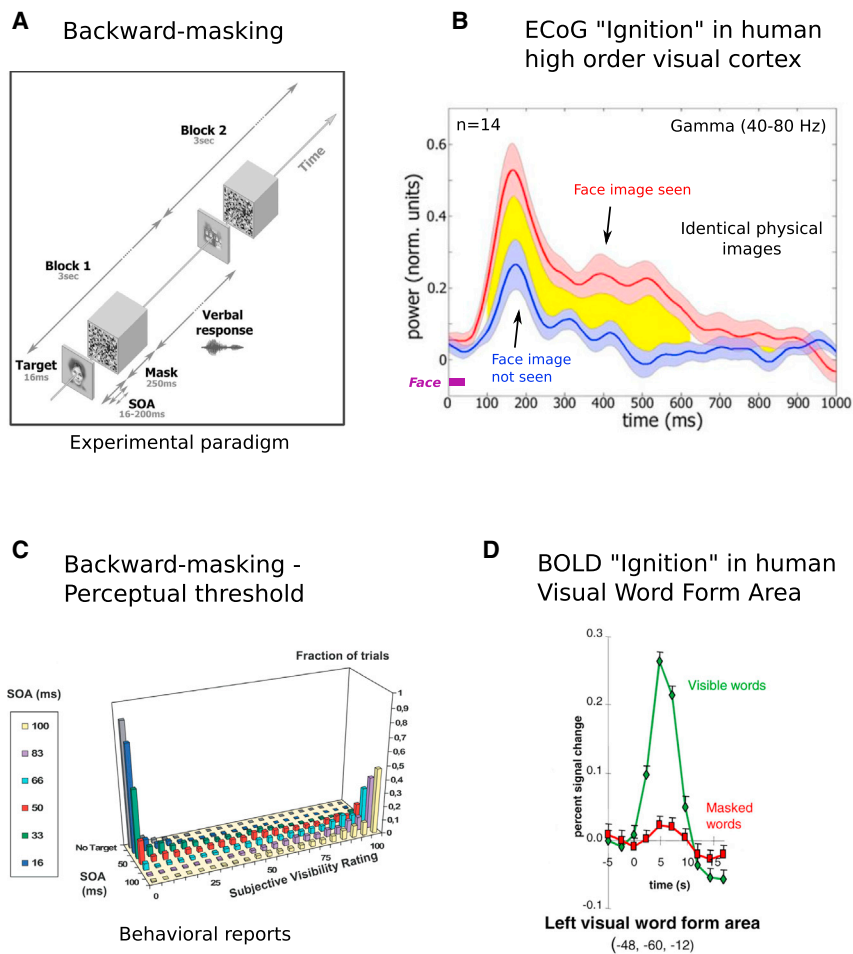 A
Backward-masking
Block 2
3sec
Time
Block 1
3sec
Verbal
response
Target
16ms
Mask
250ms
SOA
16-200ms
Experimental paradigm
B
ECoG "Ignition" in human
high order visual cortex
n=14
Gamma (40-80 Hz)
0.6
Face image seen
Identical physical
images
0.4
power (norm. units)
0.2
Face image
not seen
0
Face
0 100 200 300 400 500 600 700 800 900 1000
time (ms)
C
Backward-masking -
Perceptual threshold
Fraction of trials
SOA (ms)
100
83
66
50
33
16
1
0,9
0,8
0,7
0,6
0,5
0,4
0,3
0,2
0,1
0
No Target
50
100
SOA
(ms)
0 25 50 75 100
Subjective Visibility Rating
Behavioral reports
D
BOLD "Ignition" in human
Visual Word Form Area
0.3
Visible words
0.2
percent signal change
0.1
Masked
words
0.0
-5 0 5 10 15
time (s)
-0.1
Left visual word form area
(-48, -60, -12)